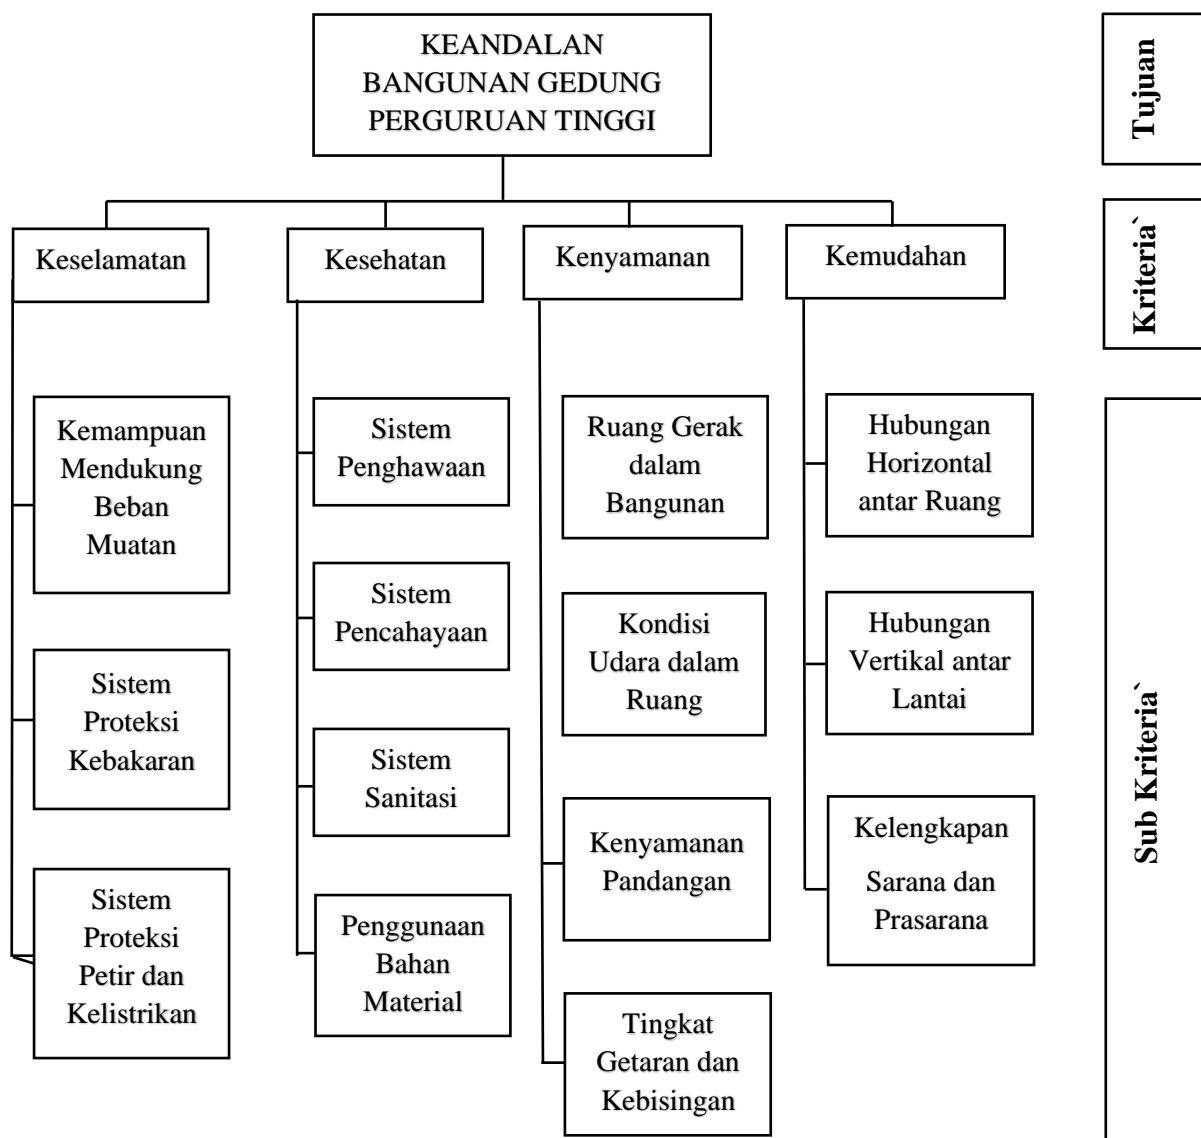 KEANDALAN
BANGUNAN GEDUNG
PERGURUAN TINGGI
Tujuan
Keselamatan
Kesehatan
Kenyamanan
Kemudahan
Kriteria`
Kemampuan
Mendukung
Beban
Muatan
Sistem
Proteksi
Kebakaran
Sistem
Proteksi
Petir dan
Kelistrikan
Sistem
Penghawaan
Sistem
Pencahayaan
Sistem
Sanitasi
Penggunaan
Bahan
Material
Ruang Gerak
dalam
Bangunan
Kondisi
Udara dalam
Ruang
Kenyamanan
Pandangan
Tingkat
Getaran dan
Kebisingan
Hubungan
Horizontal
antar Ruang
Hubungan
Vertikal antar
Lantai
Kelengkapan
Sarana dan
Prasarana
Sub Kriteria`